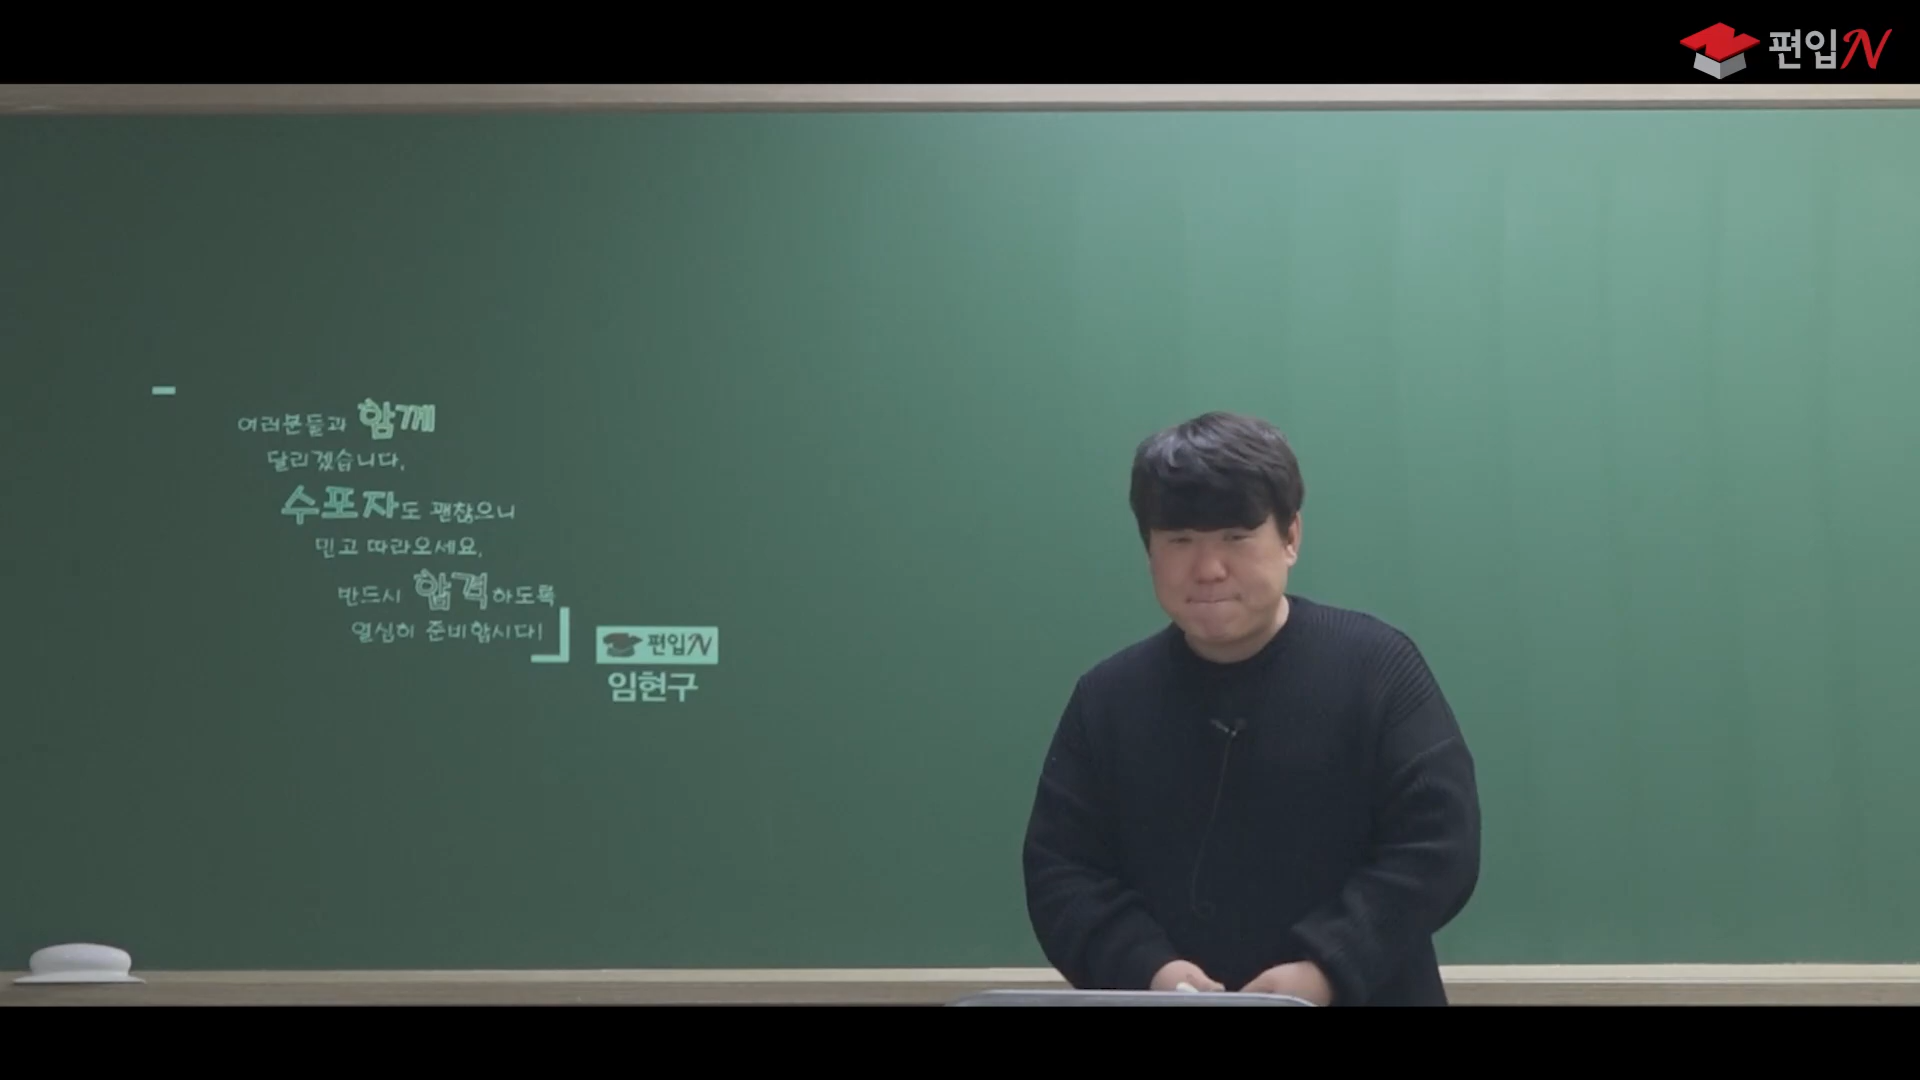 편입N
여러분들과 함께
달리겠습니다.
수포자도 괜찮으니
믿고 따라오세요.
반드시 합격하도록
열심히 준비합시다!
편입N
임현구